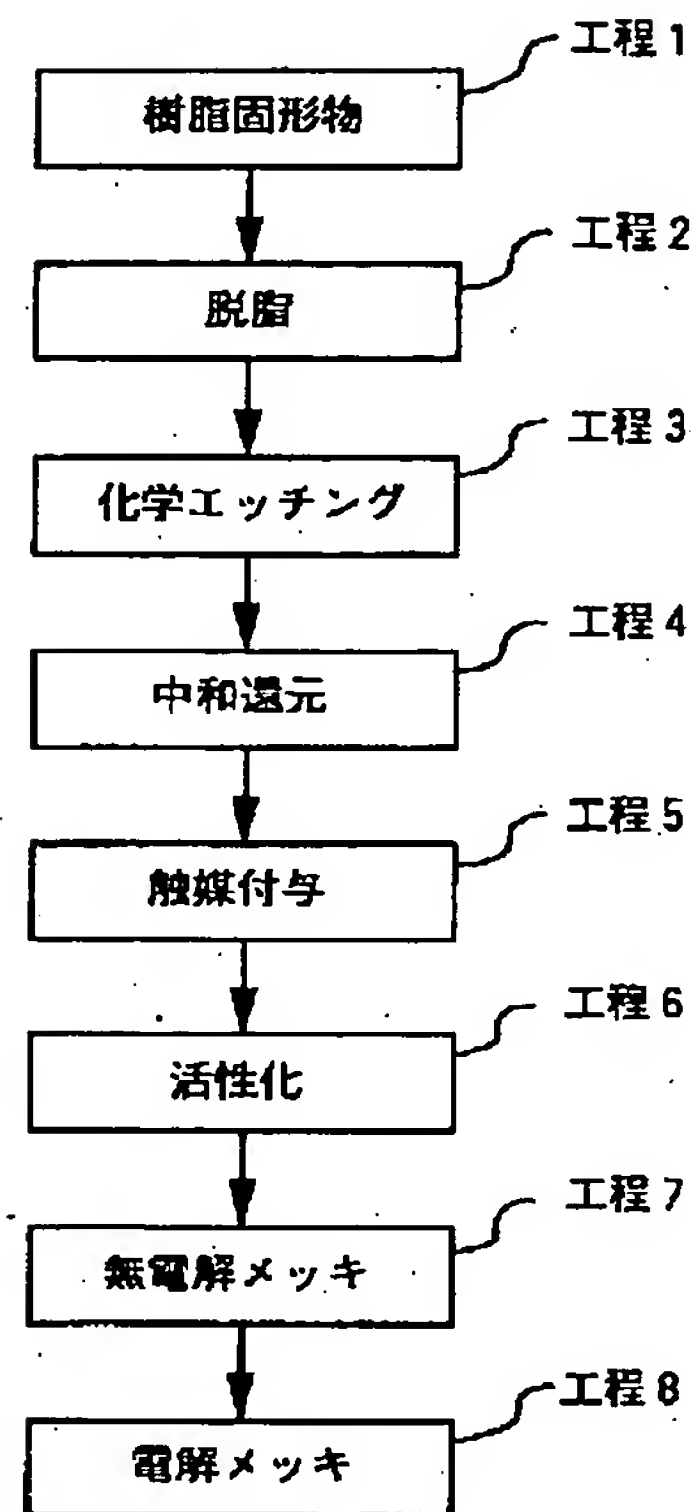 工程1
樹脂固形物
工程2
脱脂
工程3
化学エッチング
工程4
中和還元
工程5
触媒付与
工程6
活性化
工程7
無電解メッキ
工程8
電解メッキ